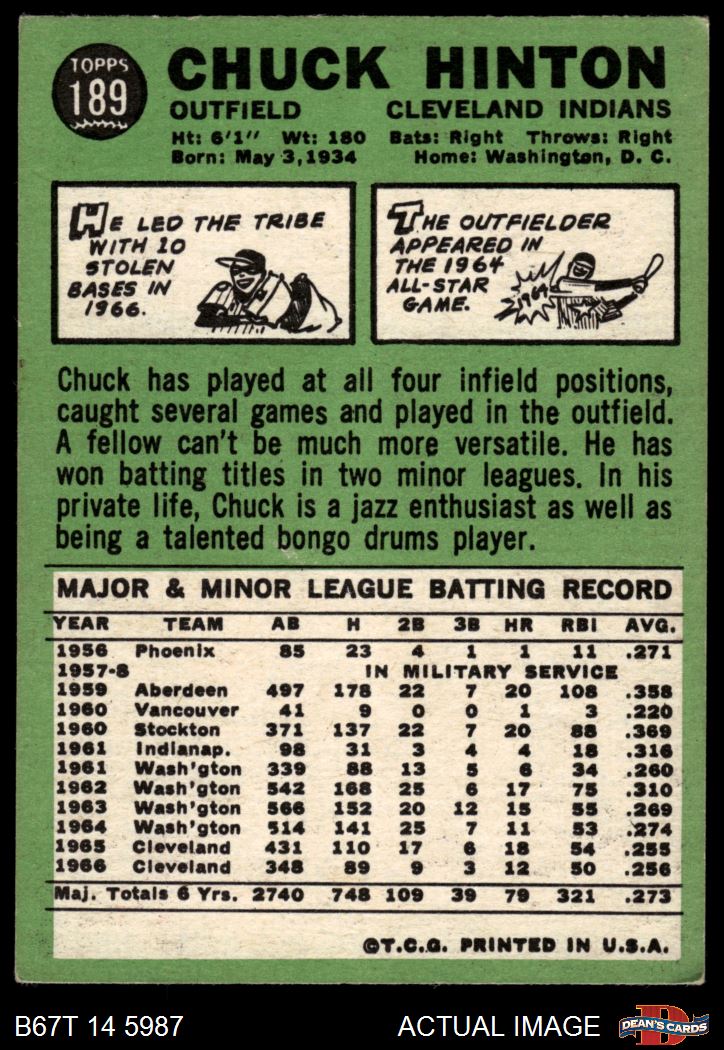 TOPPS
189
CHUCK HINTON
OUTFIELD CLEVELAND INDIANS
Ht: 6'1" Wt: 180 Bats: Right Throws: Right
Born: May 3, 1934 Home: Washington, D. C.
HE LED THE TRIBE
WITH 10
STOLEN
BASES IN
1966.
THE OUTFIELDER
APPEARED IN
THE 1964
ALL-STAR
GAME.
1964
Chuck has played at all four infield positions,
caught several games and played in the outfield.
A fellow can't be much more versatile. He has
won batting titles in two minor leagues. In his
private life, Chuck is a jazz enthusiast as well as
being a talented bongo drums player.
MAJOR & MINOR LEAGUE BATTING RECORD
YEAR TEAM AB H 2B 3B HR RBI AVG.
1956 Phoenix 85 23 4 1 1 11 .271
1957-8 IN MILITARY SERVICE
1959 Aberdeen 497 178 22 7 20 108 .358
1960 Vancouver 41 9 0 0 1 3 .220
1960 Stockton 371 137 22 7 20 88 .369
1961 Indianap. 98 31 3 4 4 18 .316
1961 Wash'gton 339 88 13 5 6 34 .260
1962 Wash'gton 542 168 25 6 17 75 .310
1963 Wash'gton 566 152 20 12 15 55 .269
1964 Wash'gton 514 141 25 7 11 53 .274
1965 Cleveland 431 110 17 6 18 54 .255
1966 Cleveland 348 89 9 3 12 50 .256
Maj. Totals 6 Yrs. 2740 748 109 39 79 321 .273
©T.C.G. PRINTED IN U.S.A.
B67T 14 5987 ACTUAL IMAGE DEAN'S CARDS